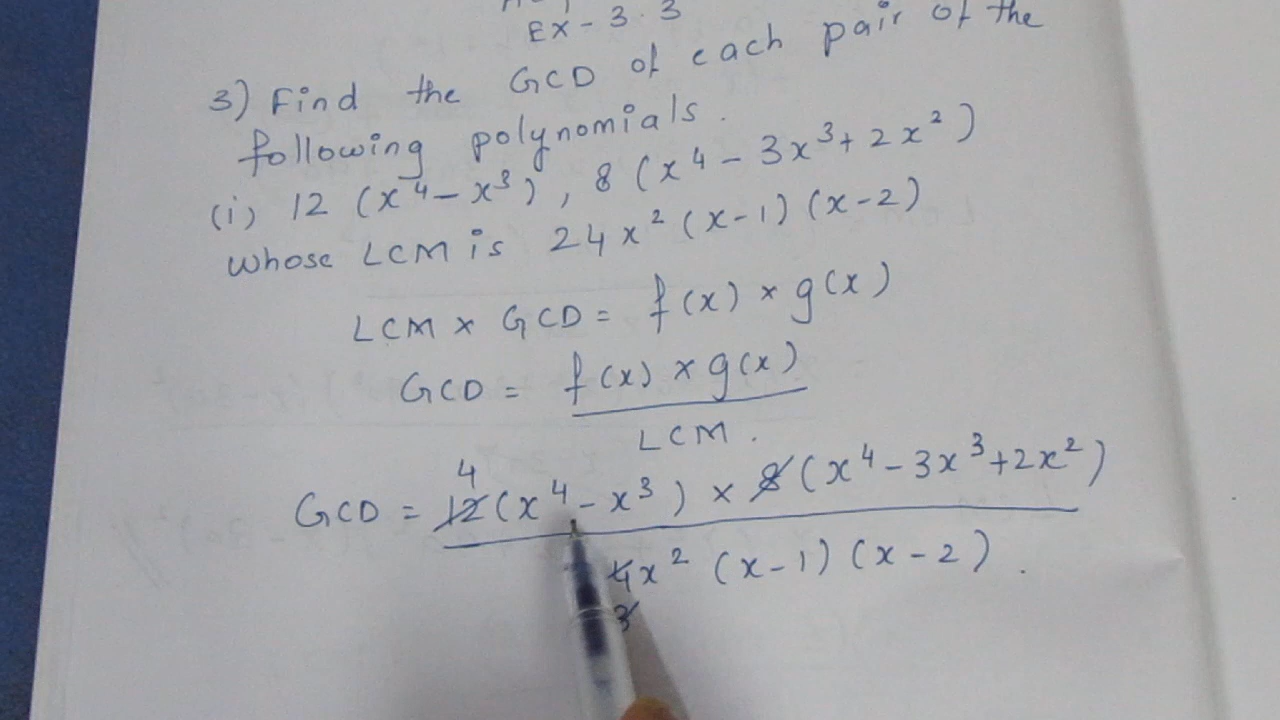 EX - 3.3
3) Find the GCD of each pair of the
following polynomials.
(i) 12 (x⁴ - x³), 8 (x⁴ - 3x³ + 2x²)
whose LCM is 24x² (x-1) (x-2)
LCM x GCD = f(x) x g(x)
GCD = f(x) x g(x)
LCM.
4
GCD = 12 (x⁴ - x³) x 8 (x⁴ - 3x³ + 2x²)
4x² (x-1) (x-2).
3